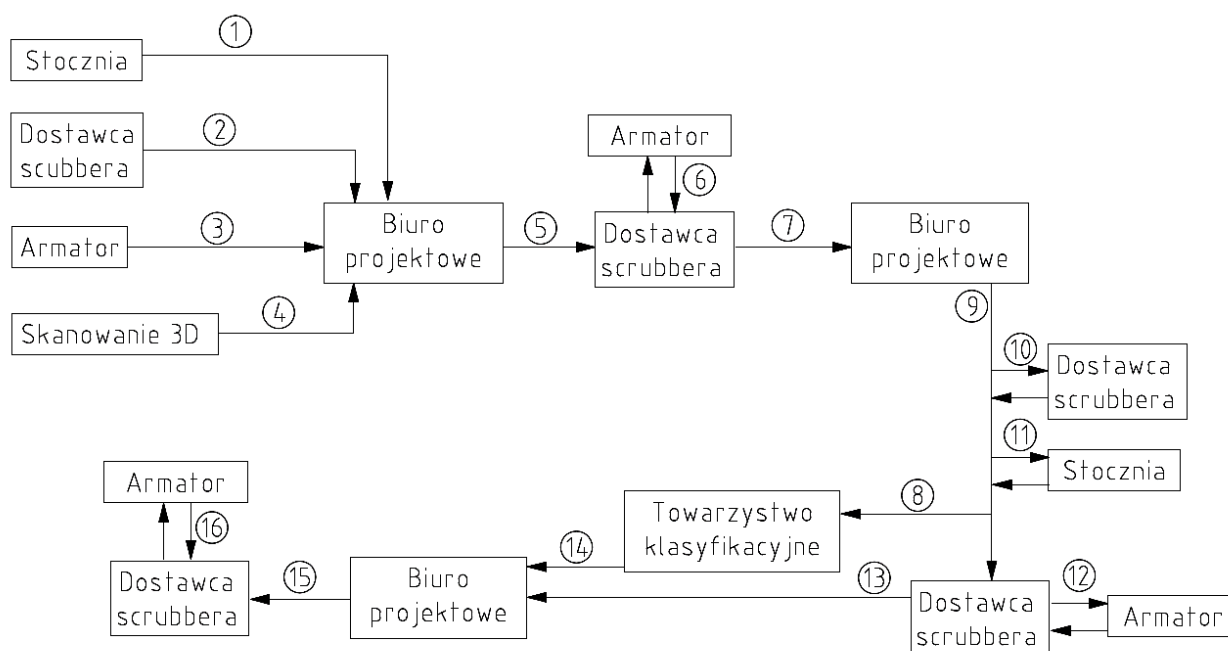 1
Stocznia
2
Dostawca
scubbera
3
Armator
4
Skanowanie 3D
Biuro
projektowe
5
Armator
6
Dostawca
scrubbera
7
Biuro
projektowe
9
10
Dostawca
scrubbera
11
Stocznia
8
Towarzystwo
klasyfikacyjne
12
Armator
Dostawca
scrubbera
13
14
Biuro
projektowe
15
Armator
16
Dostawca
scrubbera